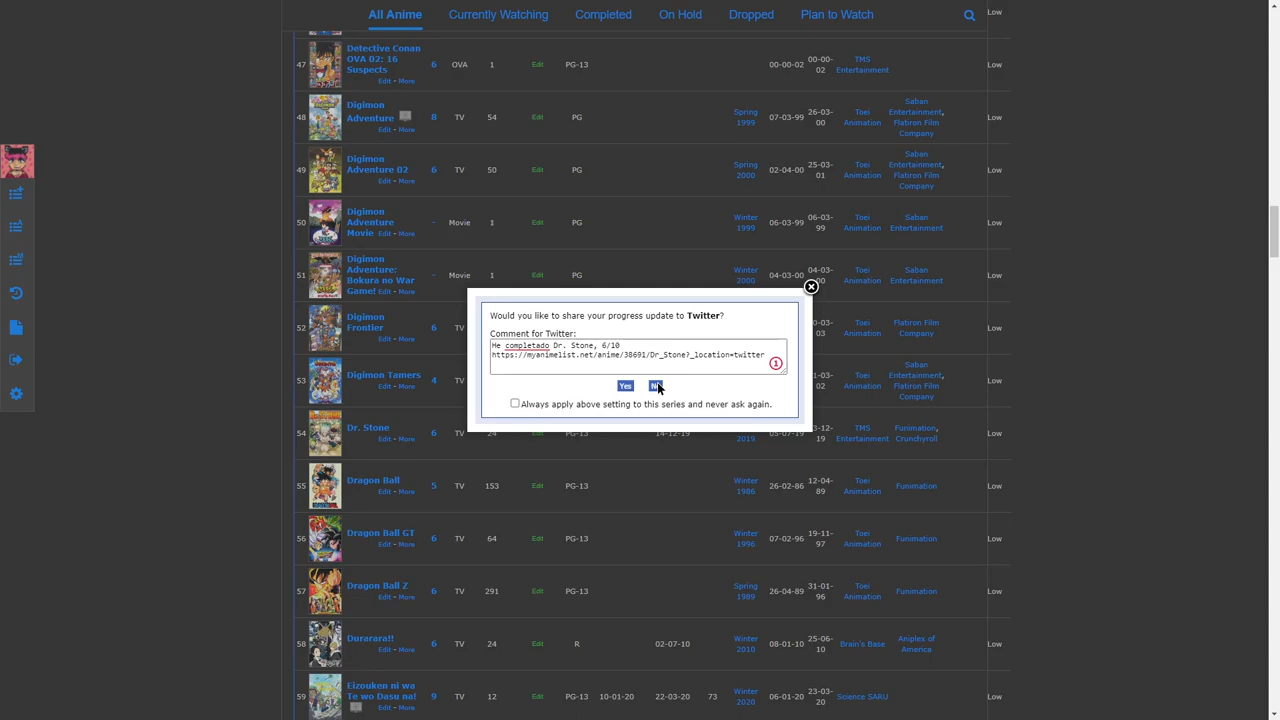 All Anime Currently Watching Completed On Hold Dropped Plan to Watch
Low
47 Detective Conan OVA 02: 16 Suspects Edit - More 6 OVA 1 Edit PG-13 00-00-02 00-00-02 TMS Entertainment Low
48 Digimon Adventure Edit - More 8 TV 54 Edit PG Spring 1999 07-03-99 26-03-00 Toei Animation Saban Entertainment, Flatiron Film Company Low
49 Digimon Adventure 02 Edit - More 6 TV 50 Edit PG Spring 2000 02-04-00 25-03-01 Toei Animation Saban Entertainment, Flatiron Film Company Low
50 Digimon Adventure Movie Edit - More - Movie 1 Edit PG Winter 1999 06-03-99 06-03-99 Toei Animation Saban Entertainment Low
51 Digimon Adventure: Bokura no War Game! Edit - More - Movie 1 Edit PG Winter 2000 04-03-00 04-03-00 Toei Animation Saban Entertainment Low
Would you like to share your progress update to Twitter?
Comment for Twitter:
He completado Dr. Stone, 6/10
https://myanimelist.net/anime/38691/Dr_Stone?_location=twitter
1
Yes No
Always apply above setting to this series and never ask again.
52 Digimon Frontier Edit - More 6 Toei Animation Flatiron Film Company Low
53 Digimon Tamers Edit - More 4 Toei Animation Saban Entertainment, Flatiron Film Company Low
54 Dr. Stone Edit - More 6 TV 24 Edit PG-13 14-12-19 2019 TMS Entertainment Funimation, Crunchyroll Low
55 Dragon Ball Edit - More 5 TV 153 Edit PG-13 Winter 1986 26-02-86 12-04-89 Toei Animation Funimation Low
56 Dragon Ball GT Edit - More 6 TV 64 Edit PG-13 Winter 1996 07-02-96 19-11-97 Toei Animation Funimation Low
57 Dragon Ball Z Edit - More 6 TV 291 Edit PG-13 Spring 1989 26-04-89 31-01-96 Toei Animation Funimation Low
58 Durarara!! Edit - More 6 TV 24 Edit R 02-07-10 Winter 2010 08-01-10 25-06-10 Brain's Base Aniplex of America Low
59 Eizouken ni wa Te wo Dasu na! Edit - More 9 TV 12 Edit PG-13 10-01-20 22-03-20 73 Winter 2020 06-01-20 23-03-20 Science SARU Low